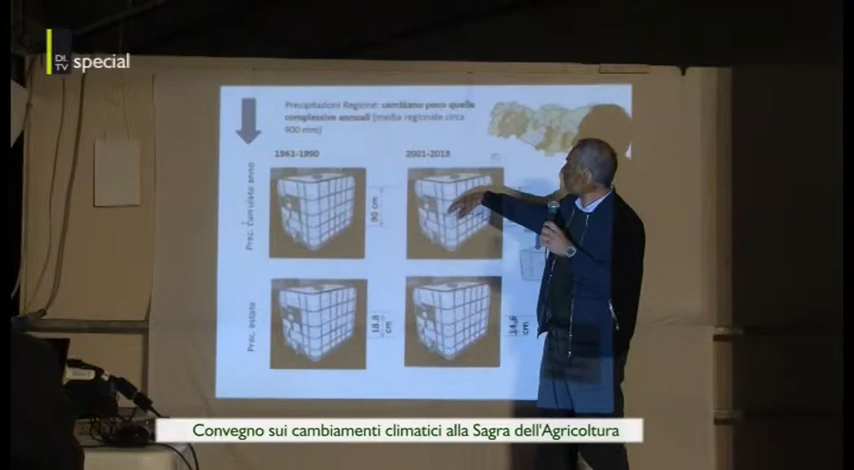 DI.
TV special
Precipitazioni Regione: cambiano poco quelle
complessive annuali (media regionale circa
900 mm)
1961-1990
2001-2018
Prec. Cumulate anno
90 cm
Prec. estate
18.8
cm
14,6
cm
Convegno sui cambiamenti climatici alla Sagra dell'Agricoltura